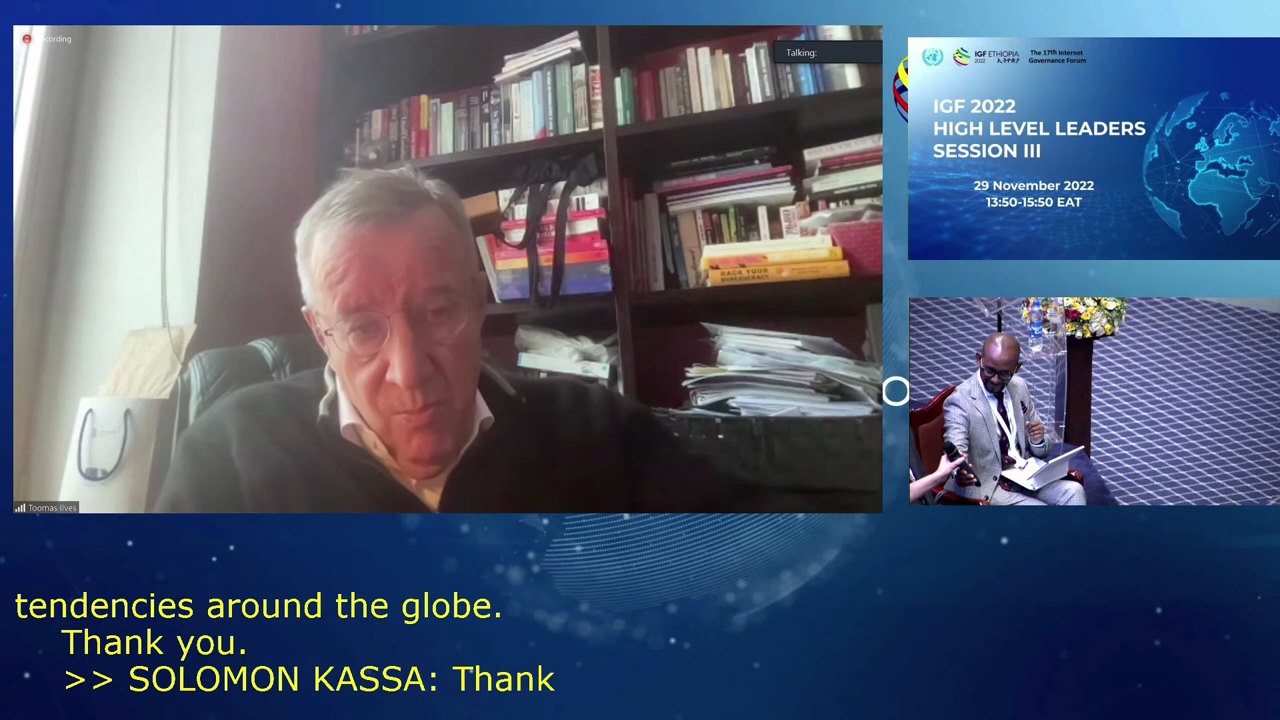 Recording
Talking:
HACK YOUR
BUREAUCRACY
Toomas Ilves
IGF ETHIOPIA
2022 ኢትዮጵያ
The 17th Internet
Governance Forum
IGF 2022
HIGH LEVEL LEADERS
SESSION III
29 November 2022
13:50-15:50 EAT
O
tendencies around the globe.
Thank you.
>> SOLOMON KASSA: Thank